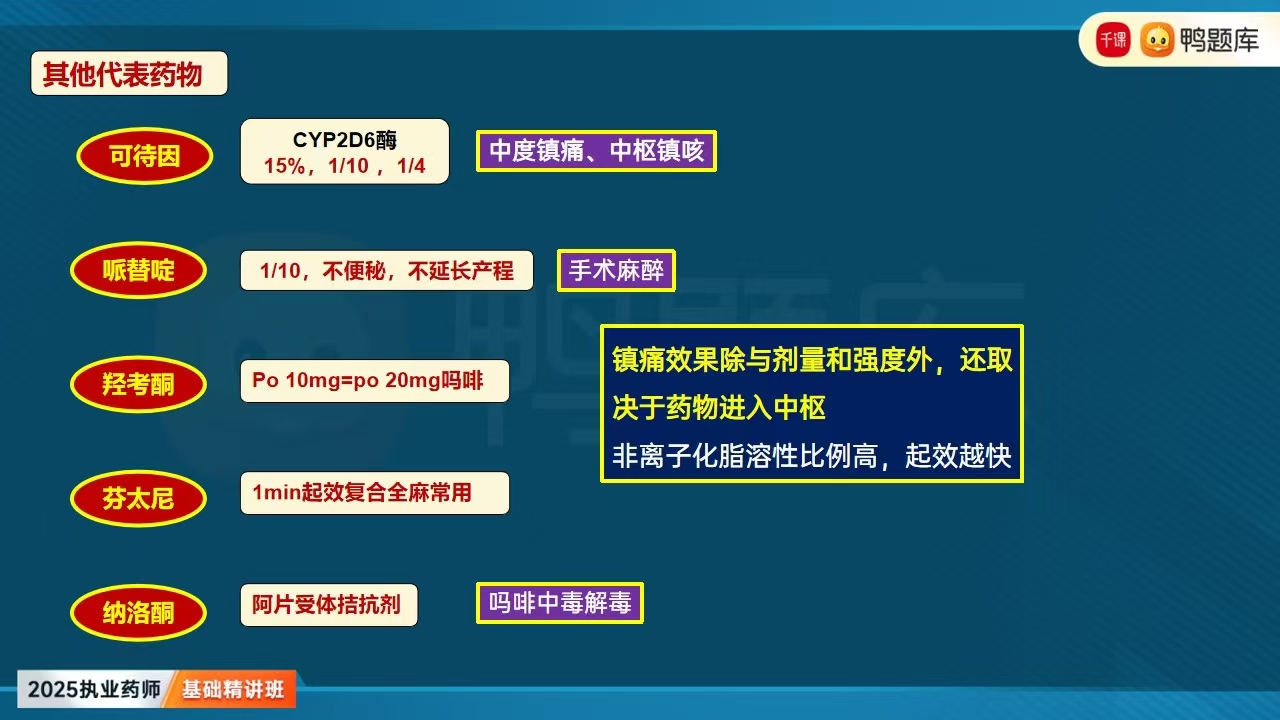 千课 鸭题库
其他代表药物
可待因
CYP2D6酶
15%，1/10 ，1/4
中度镇痛、中枢镇咳
哌替啶
1/10，不便秘，不延长产程
手术麻醉
羟考酮
Po 10mg=po 20mg吗啡
镇痛效果除与剂量和强度外，还取
决于药物进入中枢
非离子化脂溶性比例高，起效越快
芬太尼
1min起效复合全麻常用
纳洛酮
阿片受体拮抗剂
吗啡中毒解毒
2025执业药师 基础精讲班
鸭题库